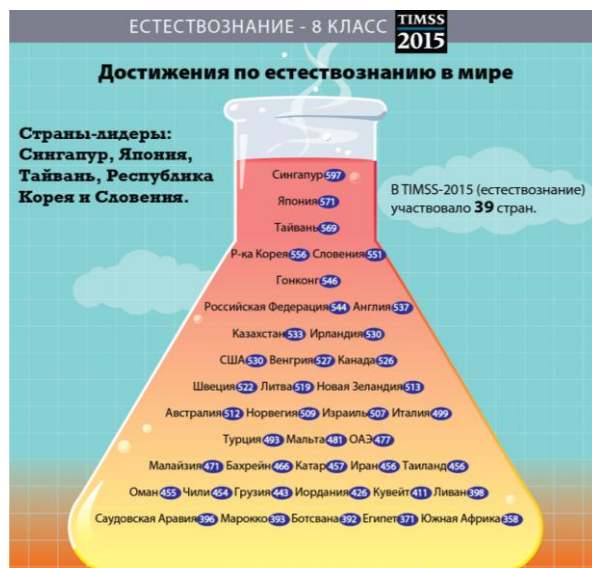 ЕСТЕСТВОЗНАНИЕ - 8 КЛАСС
TIMSS
2015
Достижения по естествознанию в мире
Страны-лидеры:
Сингапур, Япония,
Тайвань, Республика
Корея и Словения.
В TIMSS-2015 (естествознание)
участвовало 39 стран.
Сингапур 597
Япония 571
Тайвань 569
Р-ка Корея 556 Словения 551
Гонконг 546
Российская Федерация 544 Англия 537
Казахстан 533 Ирландия 530
США 530 Венгрия 527 Канада 526
Швеция 522 Литва 519 Новая Зеландия 513
Австралия 512 Норвегия 509 Израиль 507 Италия 499
Турция 493 Мальта 481 ОАЭ 477
Малайзия 471 Бахрейн 466 Катар 457 Иран 456 Таиланд 456
Оман 455 Чили 454 Грузия 443 Иордания 426 Кувейт 411 Ливан 398
Саудовская Аравия 396 Марокко 393 Ботсвана 392 Египет 371 Южная Африка 358